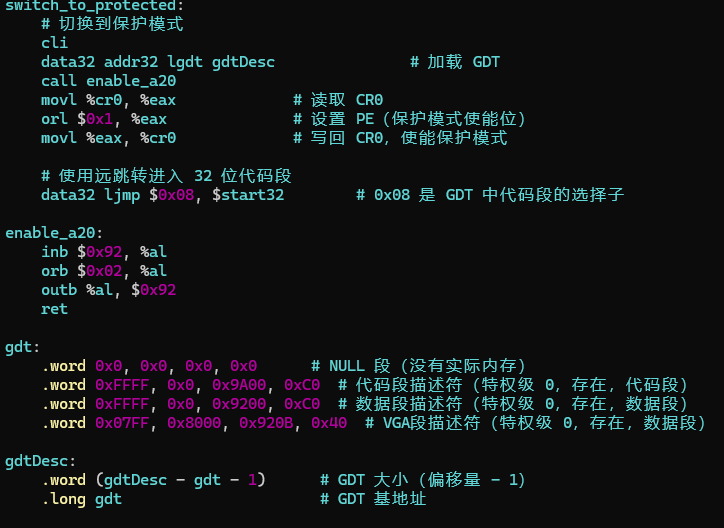 switch_to_protected:
    # 切换到保护模式
    cli
    data32 addr32 lgdt gdtDesc               # 加载 GDT
    call enable_a20
    movl %cr0, %eax             # 读取 CR0
    orl $0x1, %eax              # 设置 PE（保护模式使能位）
    movl %eax, %cr0             # 写回 CR0，使能保护模式
    # 使用远跳转进入 32 位代码段
    data32 ljmp $0x08, $start32        # 0x08 是 GDT 中代码段的选择子
enable_a20:
    inb $0x92, %al
    orb $0x02, %al
    outb %al, $0x92
    ret
gdt:
    .word 0x0, 0x0, 0x0, 0x0      # NULL 段（没有实际内存）
    .word 0xFFFF, 0x0, 0x9A00, 0xC0  # 代码段描述符（特权级 0，存在，代码段）
    .word 0xFFFF, 0x0, 0x9200, 0xC0  # 数据段描述符（特权级 0，存在，数据段）
    .word 0x07FF, 0x8000, 0x920B, 0x40  # VGA段描述符（特权级 0，存在，数据段）
gdtDesc:
    .word (gdtDesc - gdt - 1)      # GDT 大小（偏移量 - 1）
    .long gdt                      # GDT 基地址